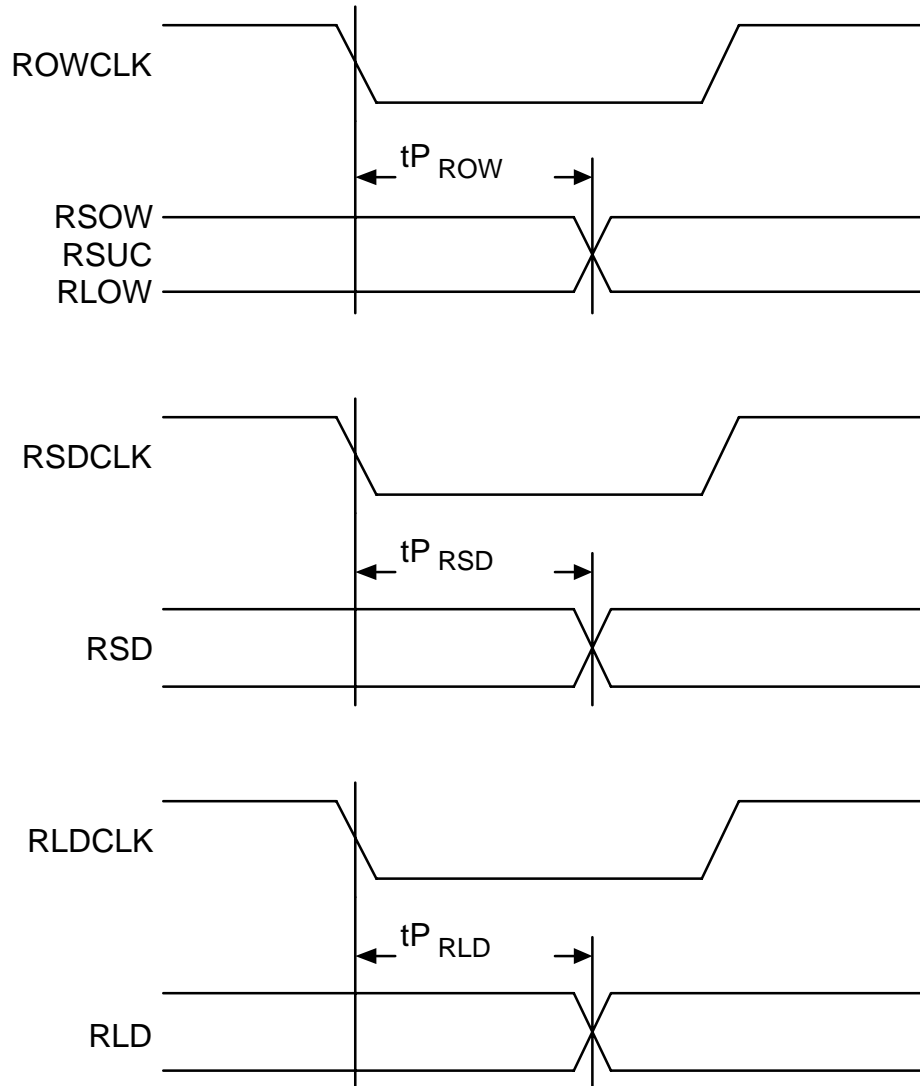 ROWCLK
tP ROW
RSOW
RSUC
RLOW
RSDCLK
tP RSD
RSD
RLDCLK
tP RLD
RLD